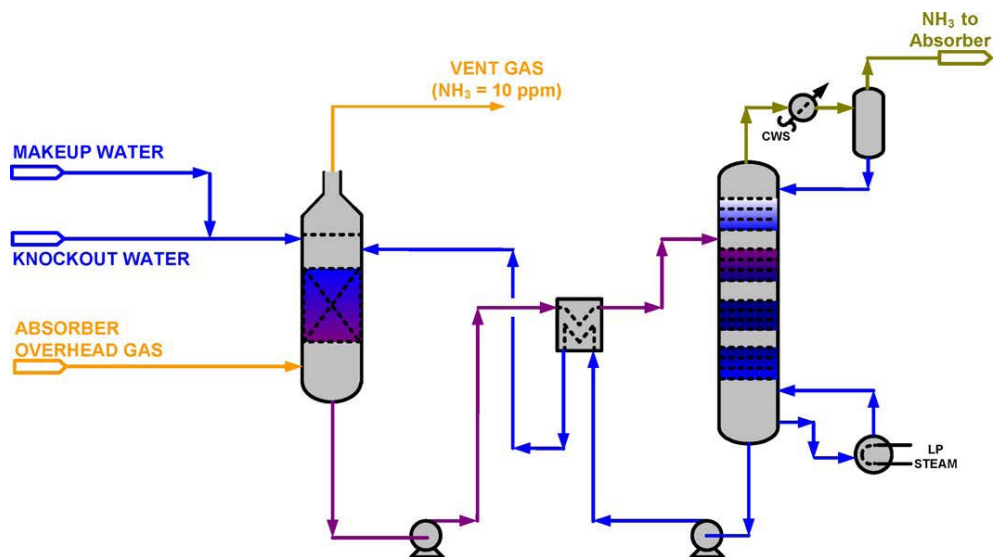 NH₃ to
Absorber
VENT GAS
(NH₃ = 10 ppm)
CWS
MAKEUP WATER
KNOCKOUT WATER
ABSORBER
OVERHEAD GAS
LP
STEAM